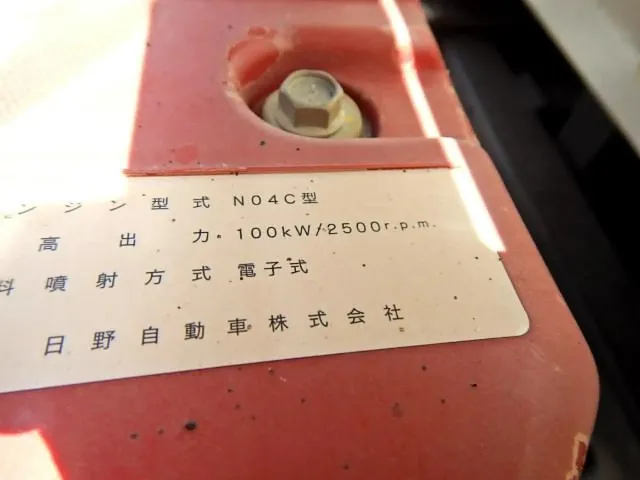 ンジン型式 N04C型
高出力 100kW/2500r.p.m.
料噴射方式 電子式
日野自動車株式会社